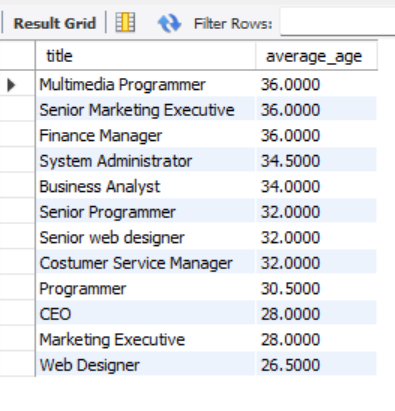 Result Grid Filter Rows:
title average_age
Multimedia Programmer 36.0000
Senior Marketing Executive 36.0000
Finance Manager 36.0000
System Administrator 34.5000
Business Analyst 34.0000
Senior Programmer 32.0000
Senior web designer 32.0000
Costumer Service Manager 32.0000
Programmer 30.5000
CEO 28.0000
Marketing Executive 28.0000
Web Designer 26.5000